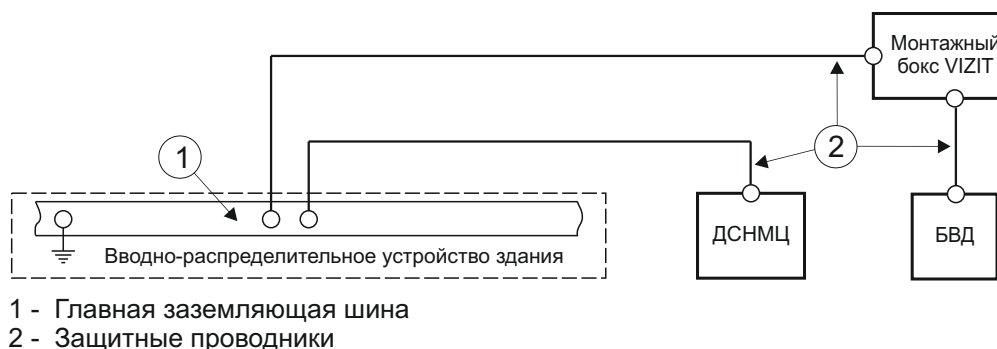 Монтажный
бокс VIZIT
1
2
ДСНМЦ
БВД
Вводно-распределительное устройство здания
1 - Главная заземляющая шина
2 - Защитные проводники